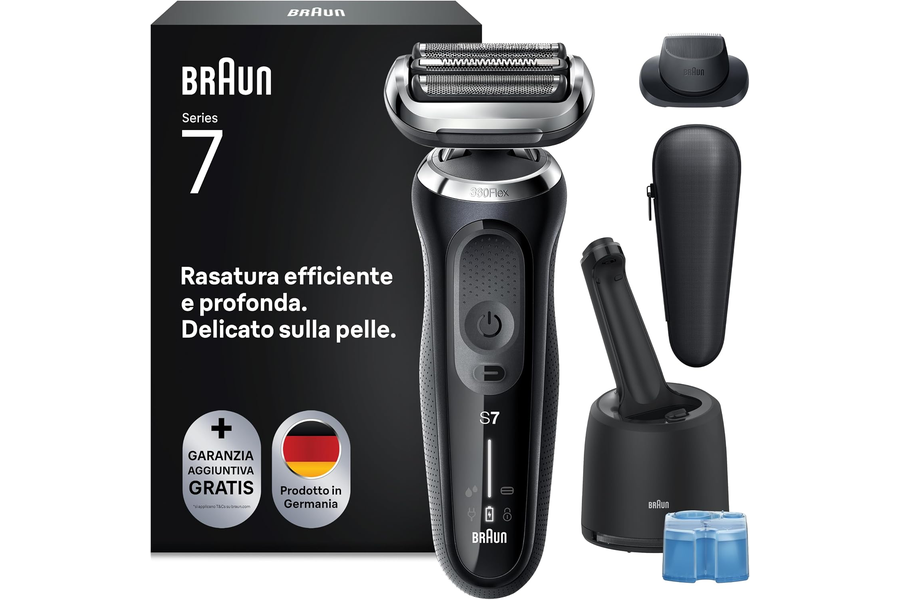 BRAUN
BRAUN
Series
7
Rasatura efficiente
e profonda.
Delicato sulla pelle.
+
GARANZIA
AGGIUNTIVA
GRATIS
Prodotto in
Germania
360Flex
S7
BRAUN
BRAUN
BRAUN